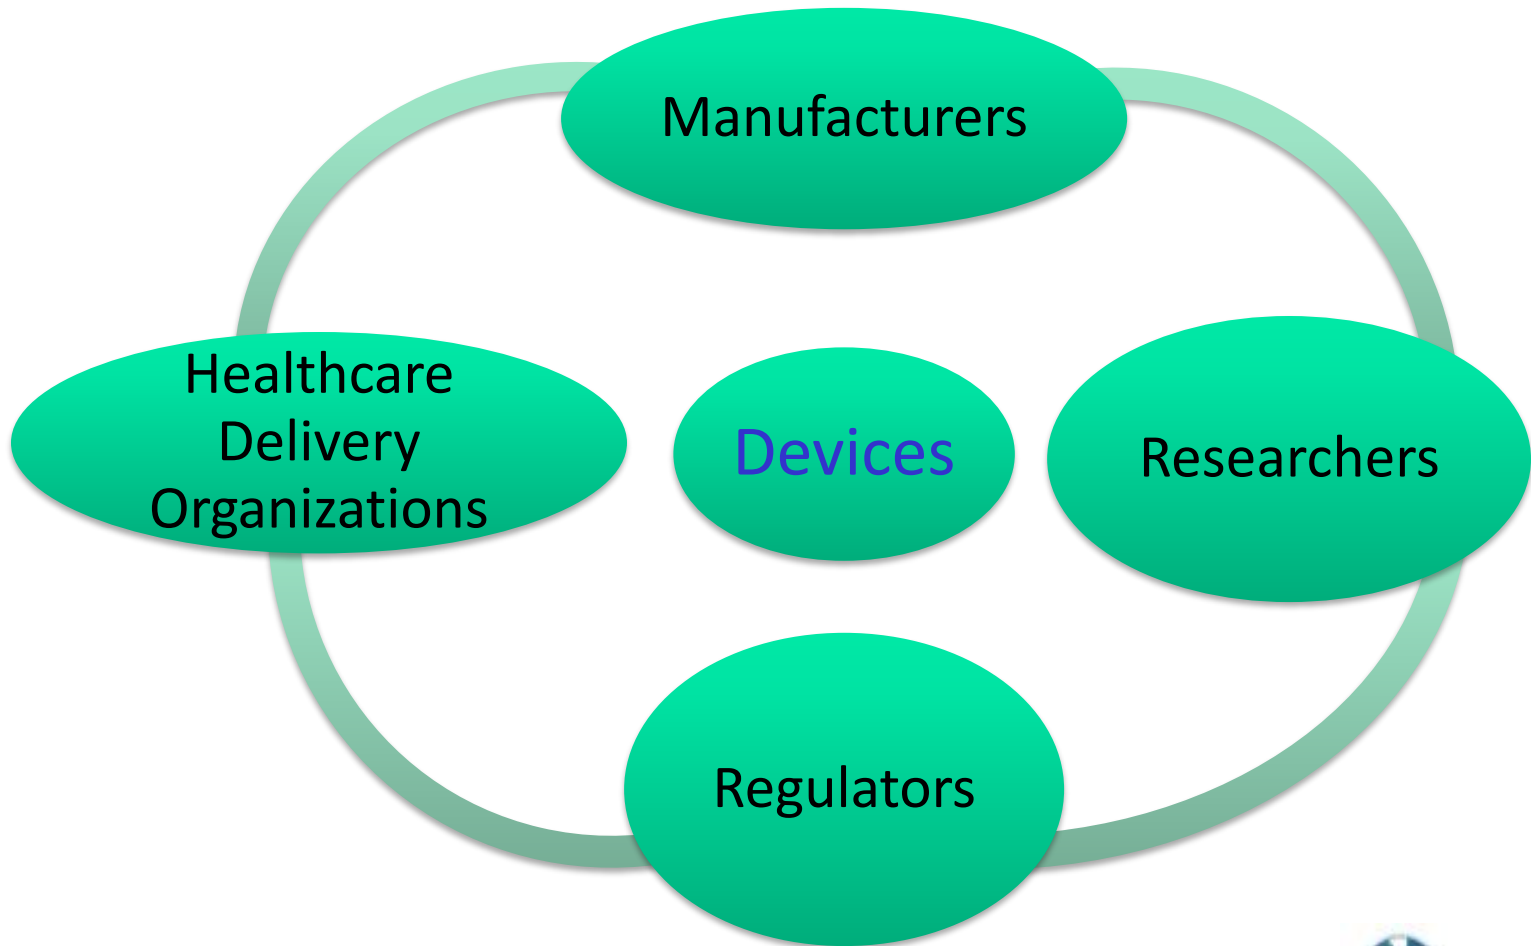 Manufacturers
Healthcare
Delivery
Organizations
Devices
Researchers
Regulators